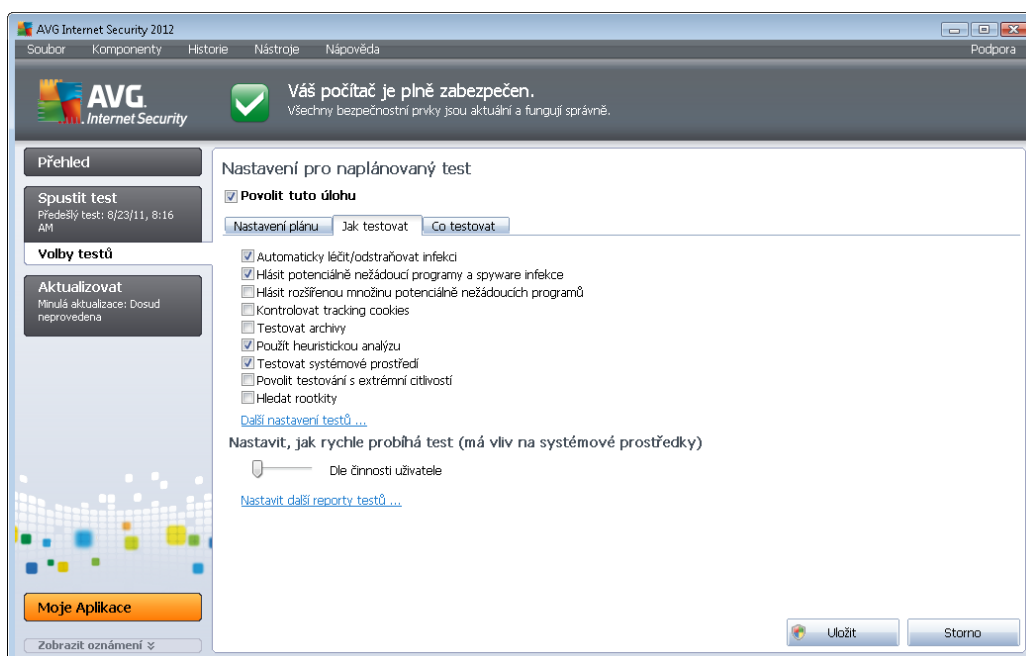 AVG Internet Security 2012
Soubor Komponenty Historie Nástroje Nápověda Podpora
AVG.
Internet Security
Váš počítač je plně zabezpečen.
Všechny bezpečnostní prvky jsou aktuální a fungují správně.
Přehled
Spustit test
Předešlý test: 8/23/11, 8:16
AM
Volby testů
Aktualizovat
Minulá aktualizace: Dosud
neprovedena
Moje Aplikace
Zobrazit oznámení
Nastavení pro naplánovaný test
Povolit tuto úlohu
Nastavení plánu Jak testovat Co testovat
Automaticky léčit/odstraňovat infekci
Hlásit potenciálně nežádoucí programy a spyware infekce
Hlásit rozšířenou množinu potenciálně nežádoucích programů
Kontrolovat tracking cookies
Testovat archivy
Použít heuristickou analýzu
Testovat systémové prostředí
Povolit testování s extrémní citlivostí
Hledat rootkity
Další nastavení testů ...
Nastavit, jak rychle probíhá test (má vliv na systémové prostředky)
Dle činnosti uživatele
Nastavit další reporty testů ...
Uložit Storno